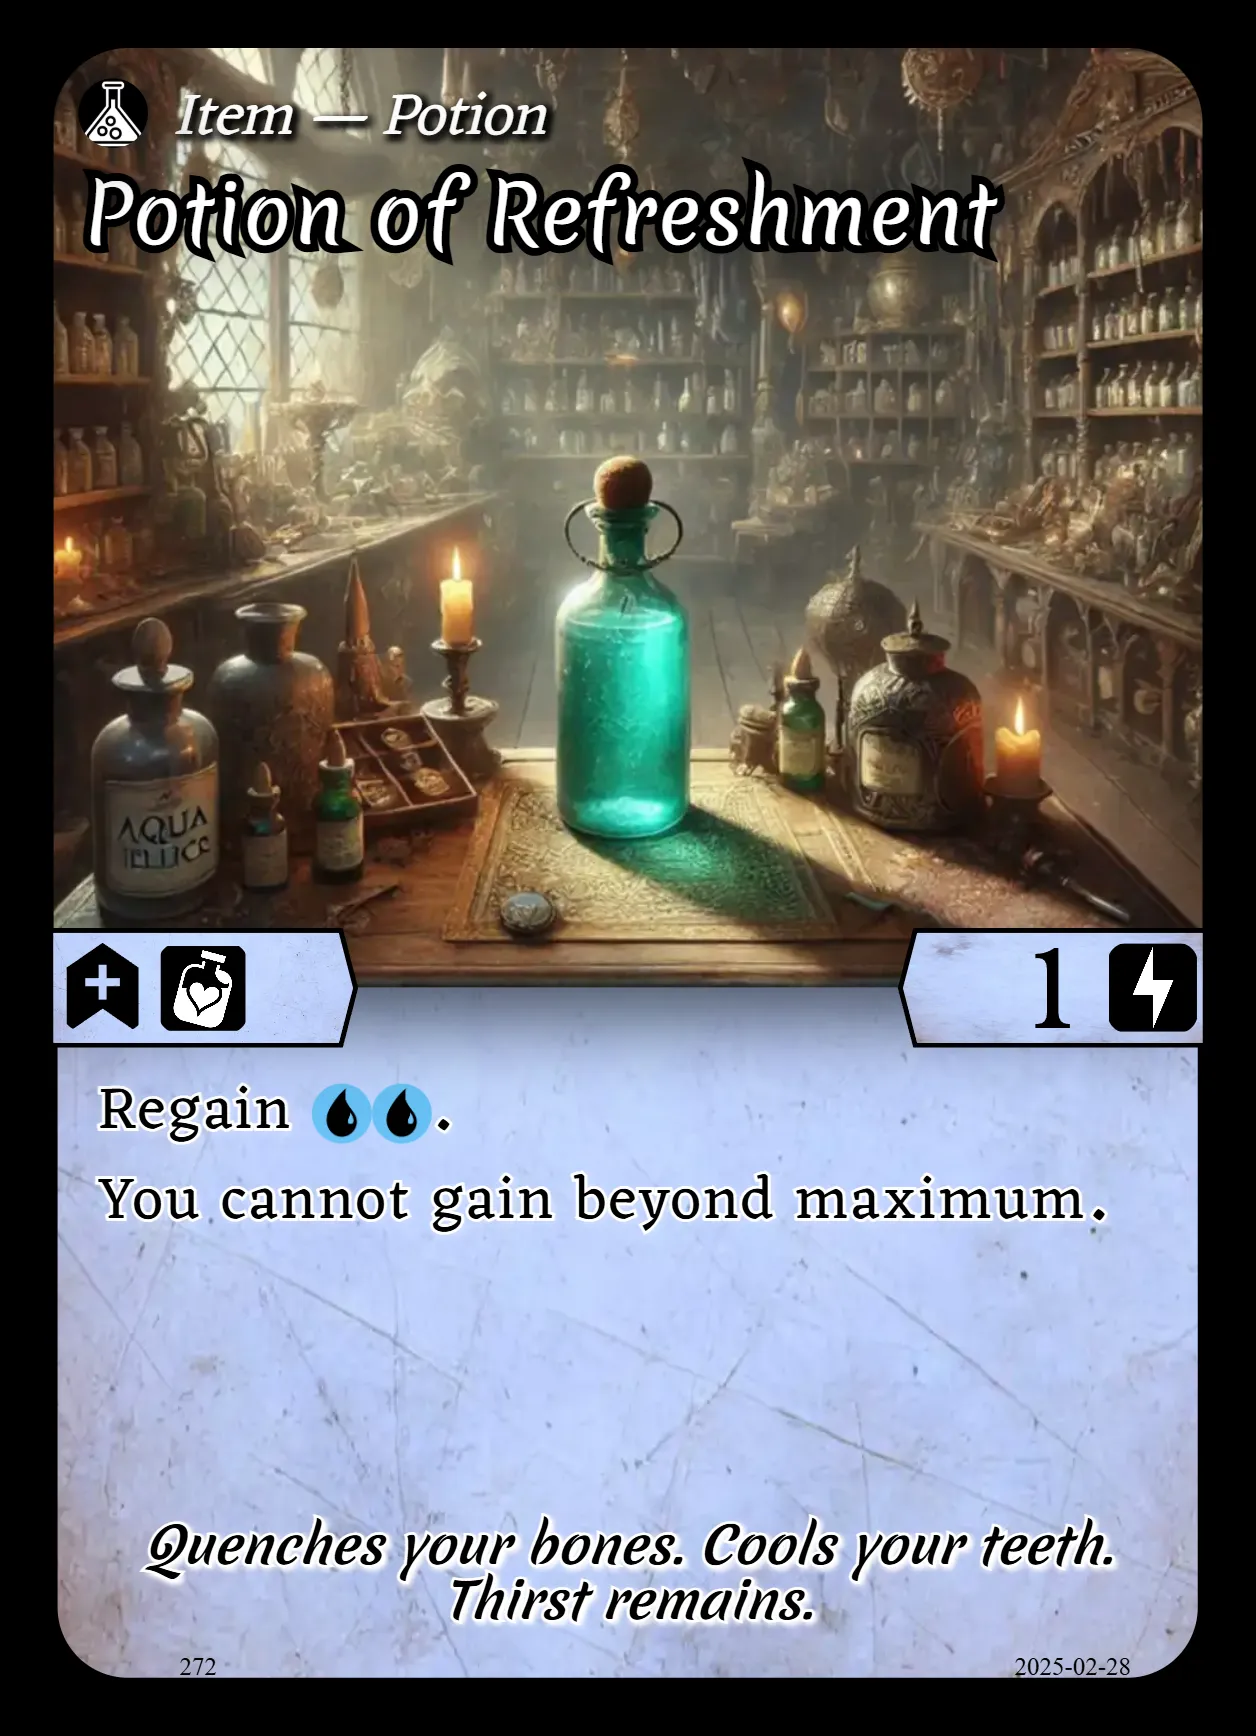 Item — Potion
Potion of Refreshment
AQUA
1
Regain .
You cannot gain beyond maximum.
Quenches your bones. Cools your teeth.
Thirst remains.
272
2025-02-28